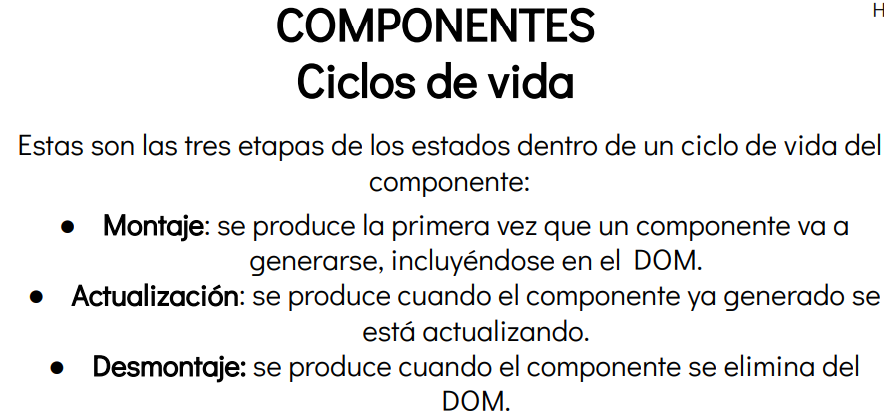 H
COMPONENTES
Ciclos de vida
Estas son las tres etapas de los estados dentro de un ciclo de vida del
componente:
● Montaje: se produce la primera vez que un componente va a
generarse, incluyéndose en el DOM.
● Actualización: se produce cuando el componente ya generado se
está actualizando.
● Desmontaje: se produce cuando el componente se elimina del
DOM.